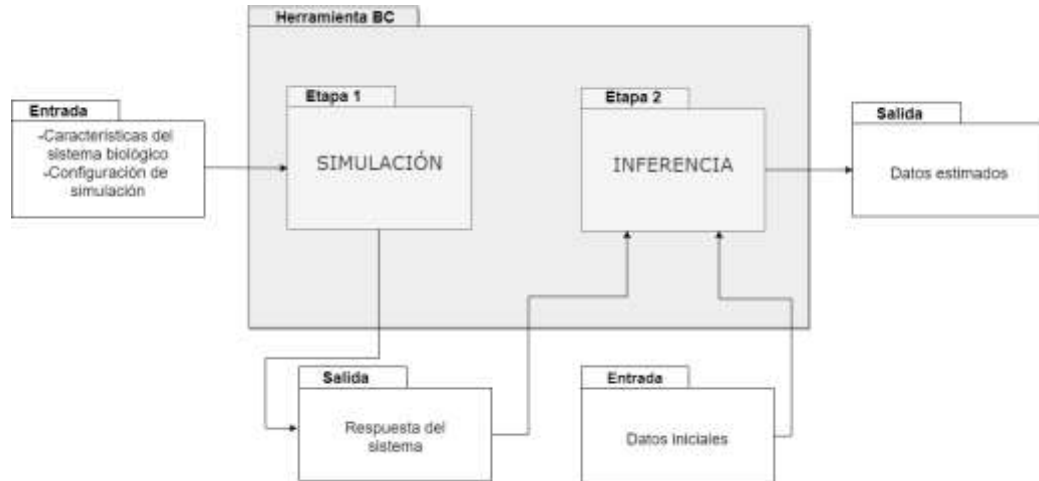 Herramienta BC
Entrada
-Características del
sistema biológico
-Configuración de
simulación
Etapa 1
SIMULACIÓN
Etapa 2
INFERENCIA
Salida
Datos estimados
Salida
Respuesta del
sistema
Entrada
Datos iniciales